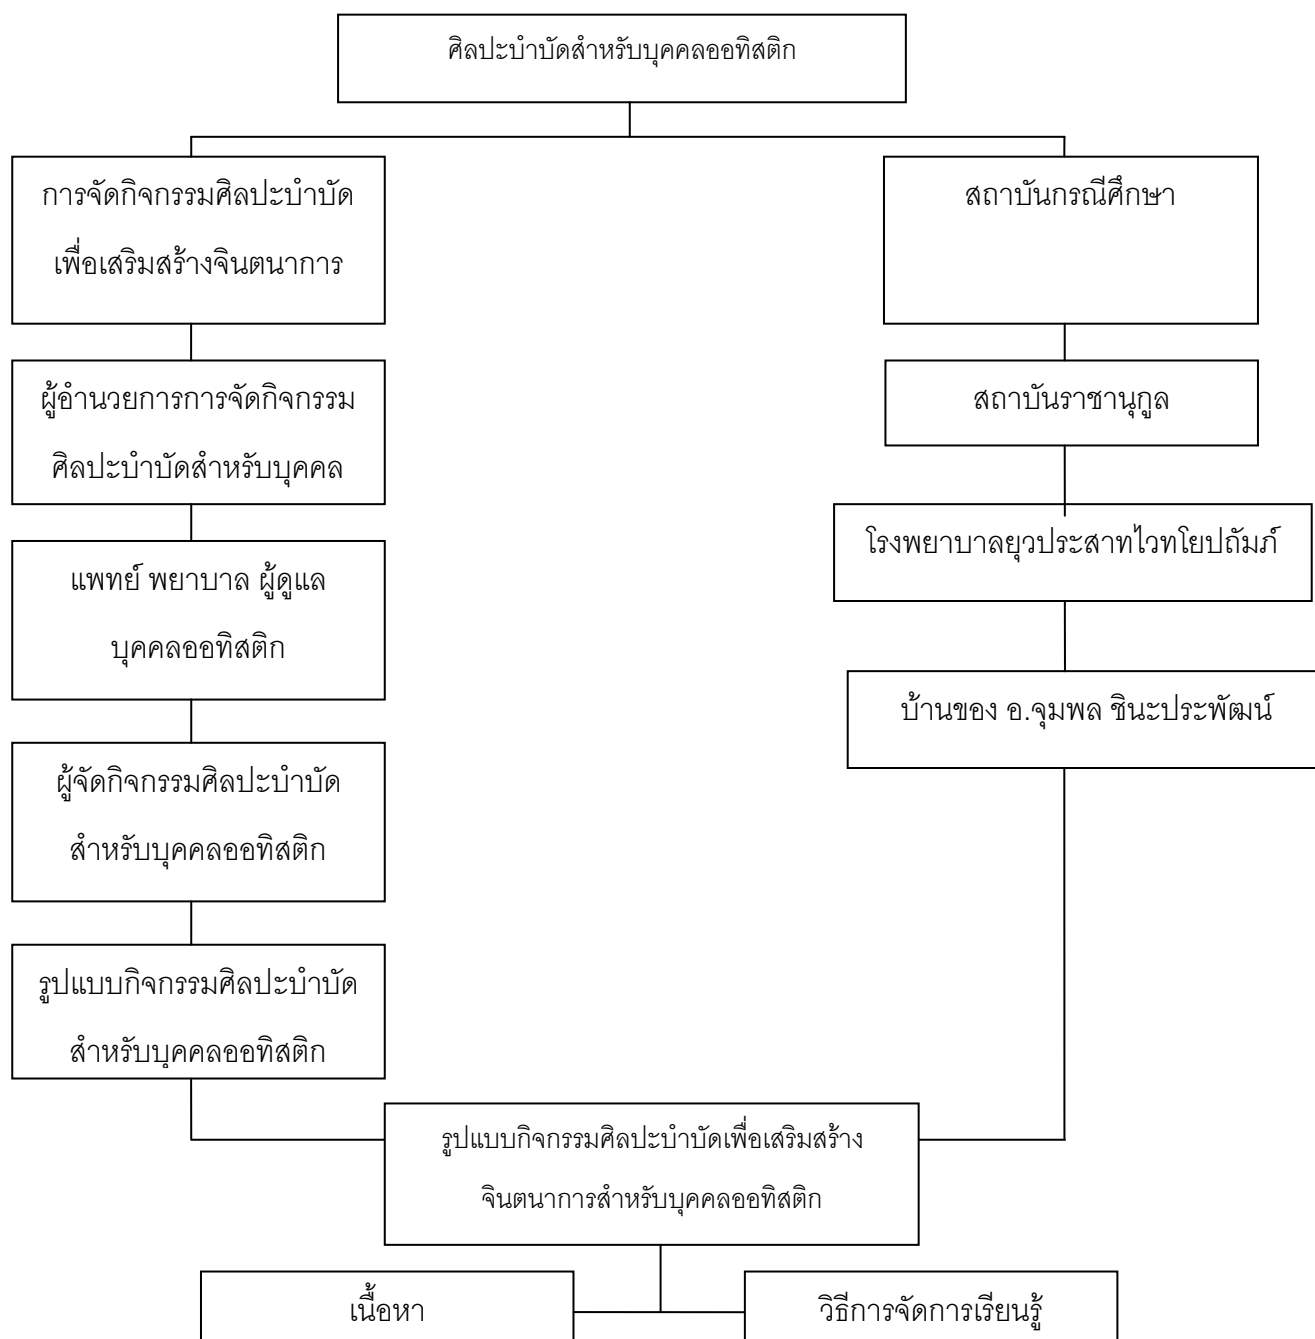 ศิลปะบำบัดสำหรับบุคคลออทิสติก
การจัดกิจกรรมศิลปะบำบัด
เพื่อเสริมสร้างจินตนาการ
ผู้อำนวยการการจัดกิจกรรม
ศิลปะบำบัดสำหรับบุคคล
แพทย์ พยาบาล ผู้ดูแล
บุคคลออทิสติก
ผู้จัดกิจกรรมศิลปะบำบัด
สำหรับบุคคลออทิสติก
รูปแบบกิจกรรมศิลปะบำบัด
สำหรับบุคคลออทิสติก
สถาบันกรณีศึกษา
สถาบันราชานุกูล
โรงพยาบาลยุวประสาทไวทโยปถัมภ์
บ้านของ อ.จุมพล ชินะประพัฒน์
รูปแบบกิจกรรมศิลปะบำบัดเพื่อเสริมสร้าง
จินตนาการสำหรับบุคคลออทิสติก
เนื้อหา
วิธีการจัดการเรียนรู้